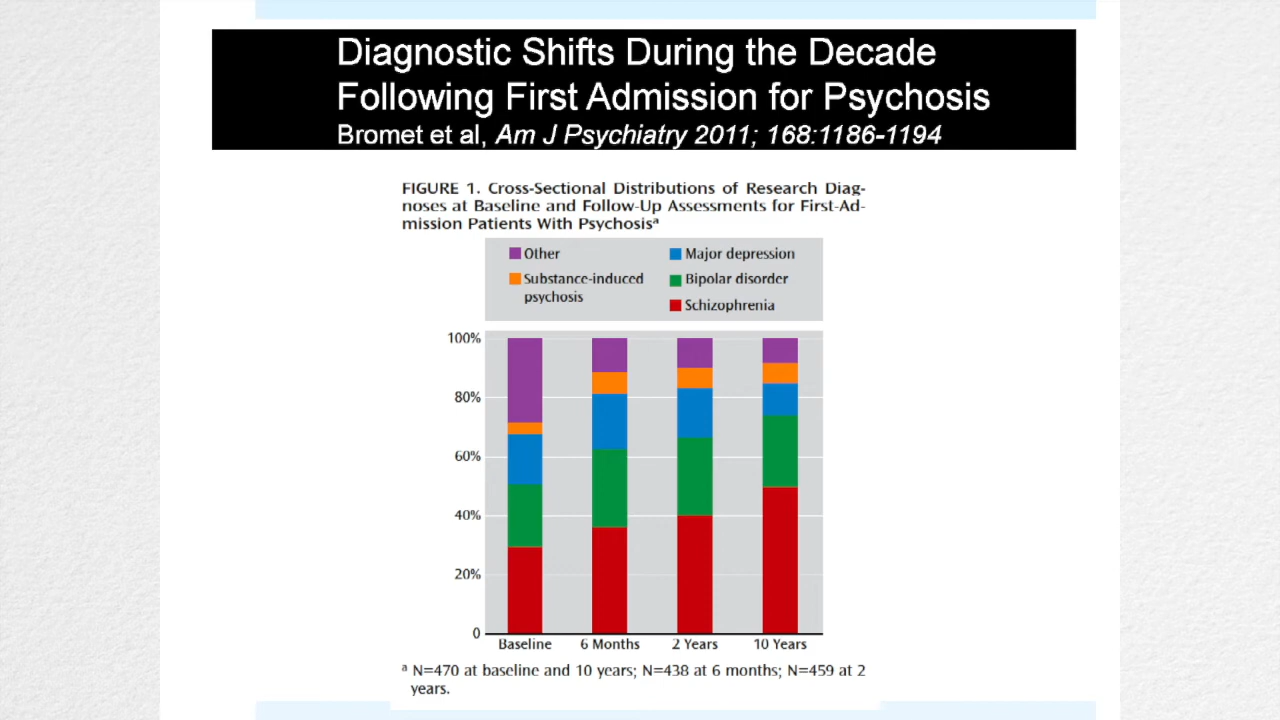 Diagnostic Shifts During the Decade
Following First Admission for Psychosis
Bromet et al, Am J Psychiatry 2011; 168:1186-1194
FIGURE 1. Cross-Sectional Distributions of Research Diag-
noses at Baseline and Follow-Up Assessments for First-Ad-
mission Patients With Psychosisa
Other
Substance-induced
psychosis
Major depression
Bipolar disorder
Schizophrenia
100%
80%
60%
40%
20%
0
Baseline 6 Months 2 Years 10 Years
a N=470 at baseline and 10 years; N=438 at 6 months; N=459 at 2
years.